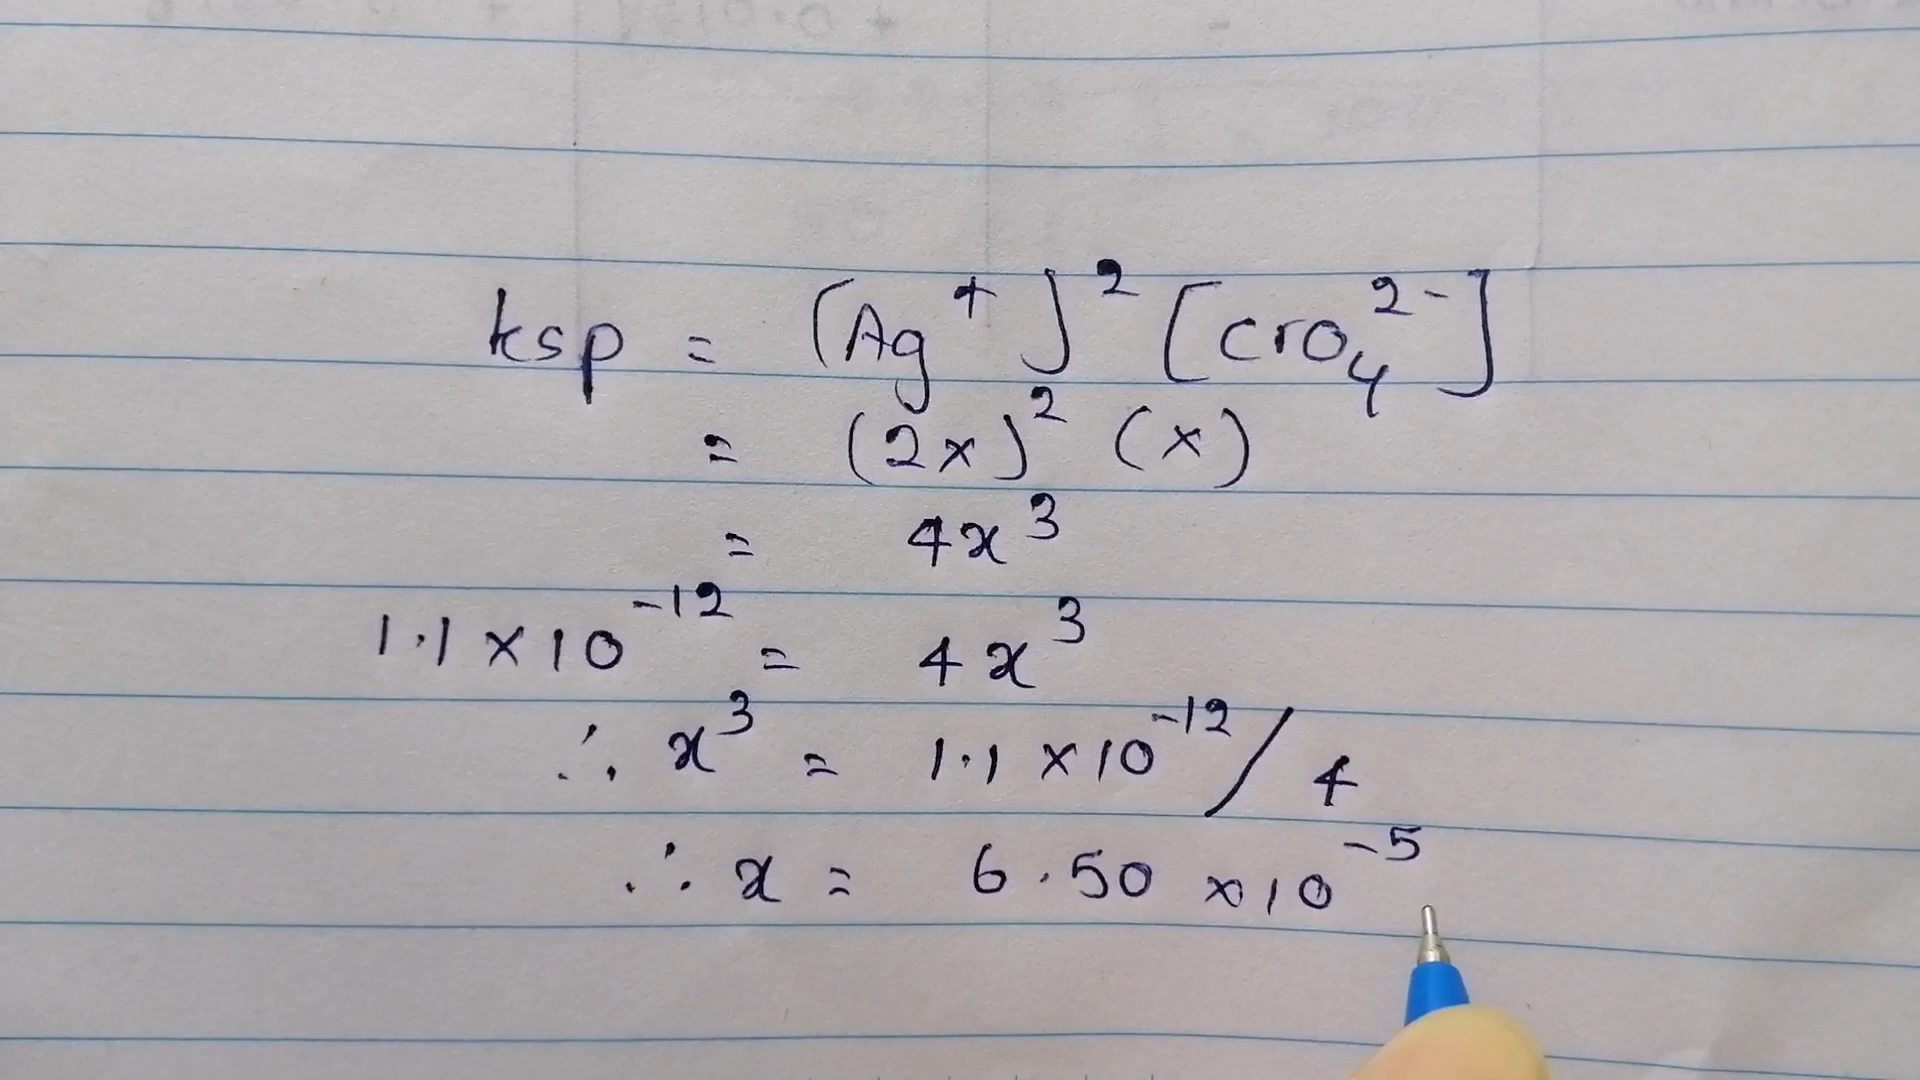 ksp = [Ag⁺]² [CrO₄²⁻]
= (2x)² (x)
= 4x³
1.1 × 10⁻¹² = 4x³
∴ x³ = 1.1 × 10⁻¹² / 4
∴ x = 6.50 × 10⁻⁵